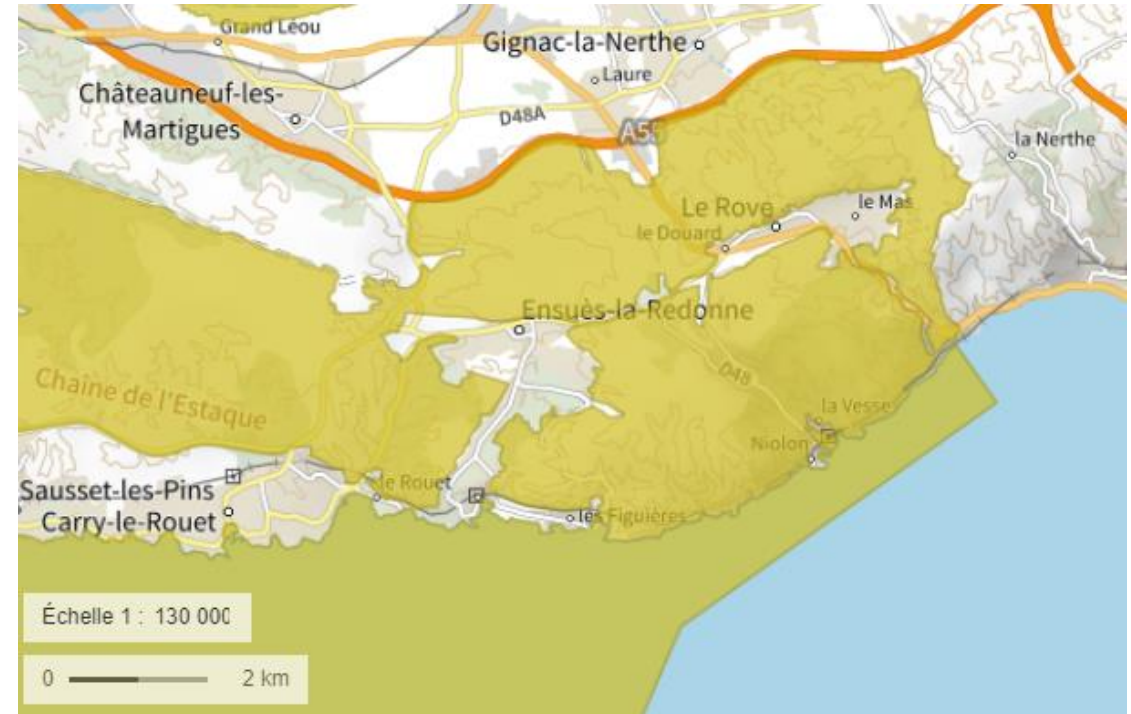 Grand Léou
Gignac-la-Nerthe
Laure
Châteauneuf-les-
Martigues
D48A
A55
la Nerthe
Le Rove
le Mas
le Douard
Ensuès-la-Redonne
Chaîne de l'Estaque
D48
la Vesse
Niolon
le Rouet
Sausset-les-Pins
Carry-le-Rouet
les Figuières
Échelle 1 : 130 000
0 2 km